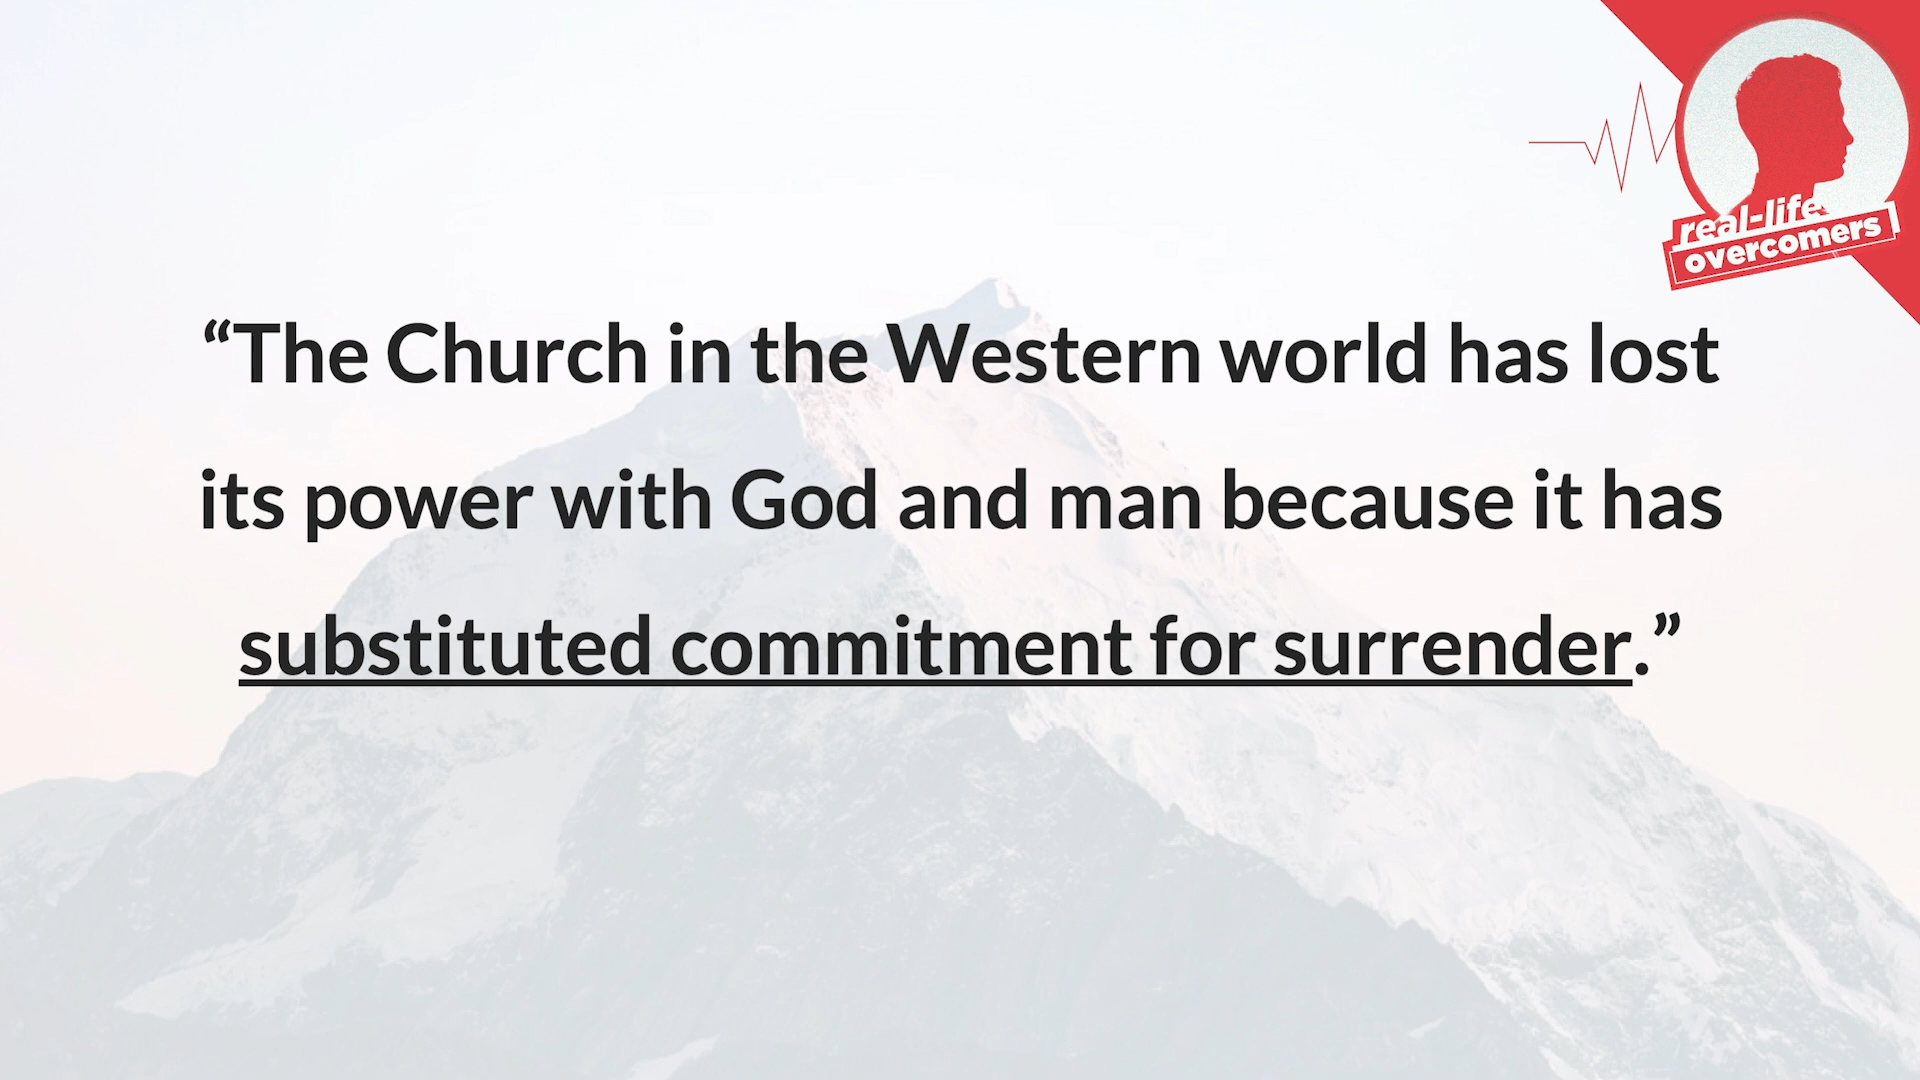 real-life
overcomers
“The Church in the Western world has lost
its power with God and man because it has
substituted commitment for surrender.”